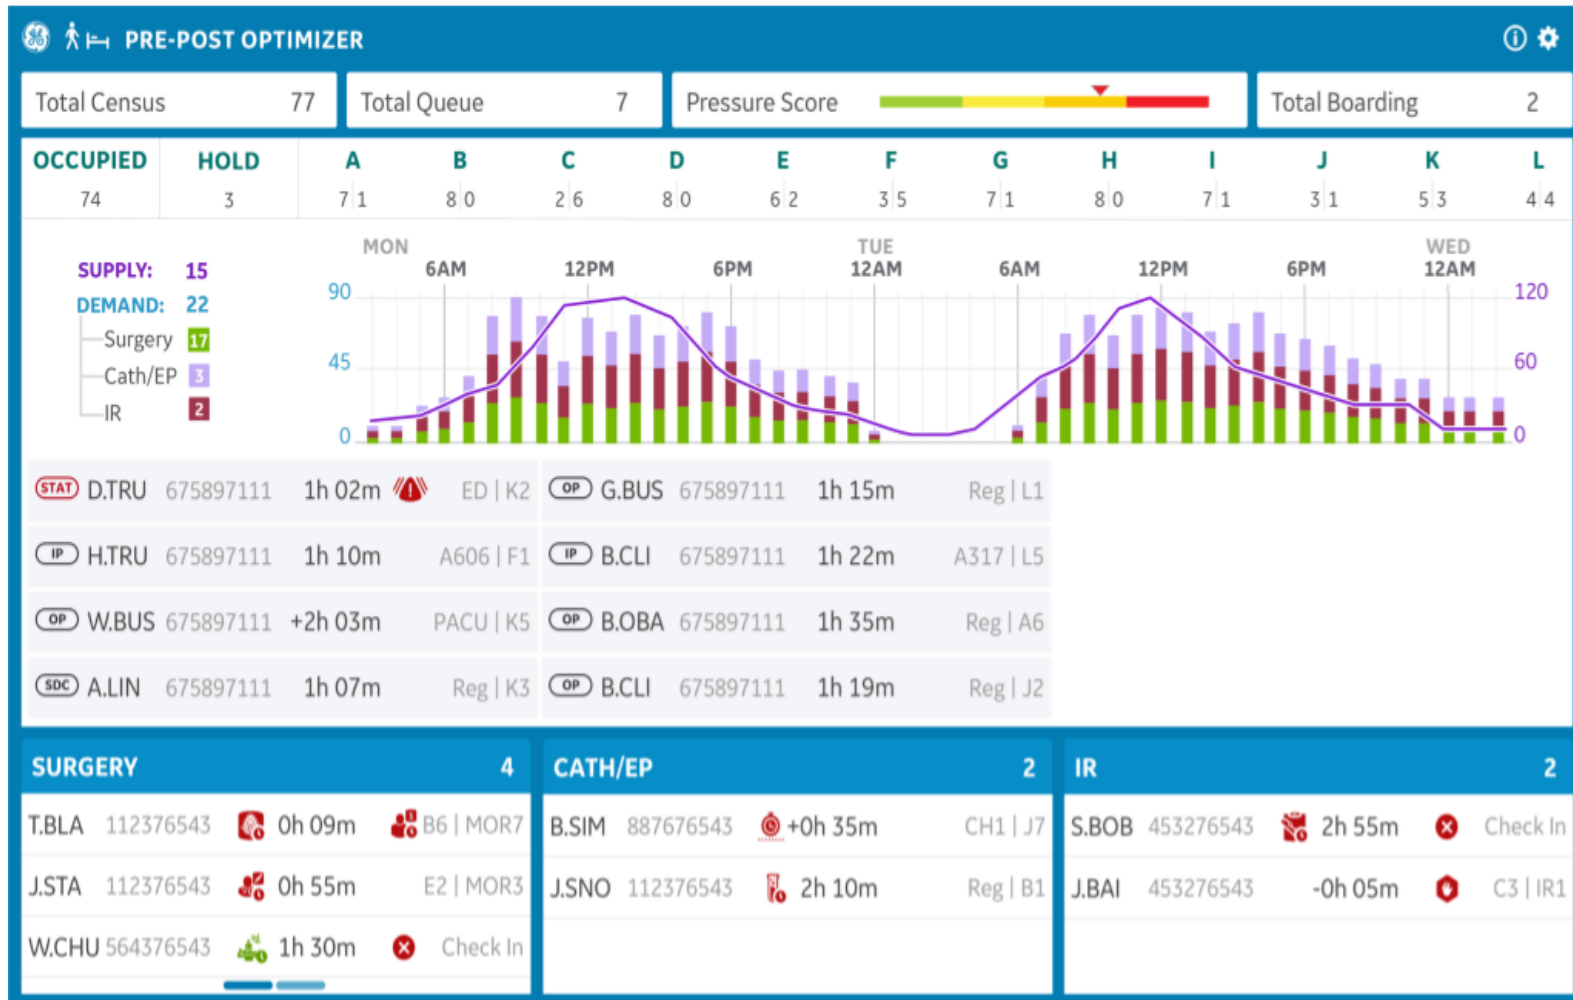 PRE-POST OPTIMIZER
Total Census 77 Total Queue 7 Pressure Score Total Boarding 2
OCCUPIED HOLD A B C D E F G H I J K L
74 3 7|1 8|0 2|6 8|0 6|2 3|5 7|1 8|0 7|1 3|1 5|3 4|4
MON TUE WED
6AM 12PM 6PM 12AM 6AM 12PM 6PM 12AM
SUPPLY: 15
DEMAND: 22
Surgery 17
Cath/EP 3
IR 2
90 120
45 60
0 0
STAT D.TRU 675897111 1h 02m ED | K2 OP G.BUS 675897111 1h 15m Reg | L1
IP H.TRU 675897111 1h 10m A606 | F1 IP B.CLI 675897111 1h 22m A317 | L5
OP W.BUS 675897111 +2h 03m PACU | K5 OP B.OBA 675897111 1h 35m Reg | A6
SDC A.LIN 675897111 1h 07m Reg | K3 OP B.CLI 675897111 1h 19m Reg | J2
SURGERY 4 CATH/EP 2 IR 2
T.BLA 112376543 0h 09m B6 | MOR7 B.SIM 887676543 +0h 35m CH1 | J7 S.BOB 453276543 2h 55m Check In
J.STA 112376543 0h 55m E2 | MOR3 J.SNO 112376543 2h 10m Reg | B1 J.BAI 453276543 -0h 05m C3 | IR1
W.CHU 564376543 1h 30m Check In